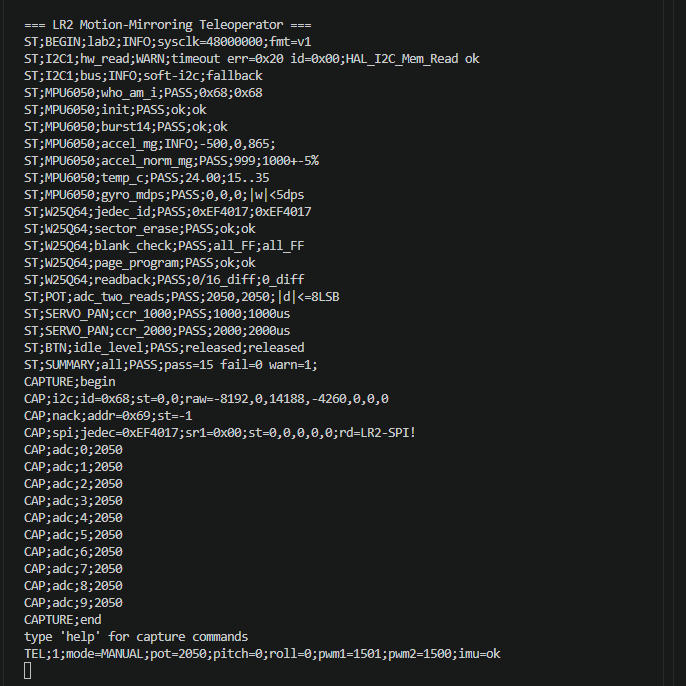 === LR2 Motion-Mirroring Teleoperator ===
ST;BEGIN;lab2;INFO;sysclk=48000000;fmt=v1
ST;I2C1;hw_read;WARN;timeout err=0x20 id=0x00;HAL_I2C_Mem_Read ok
ST;I2C1;bus;INFO;soft-i2c;fallback
ST;MPU6050;who_am_i;PASS;0x68;0x68
ST;MPU6050;init;PASS;ok;ok
ST;MPU6050;burst14;PASS;ok;ok
ST;MPU6050;accel_mg;INFO;-500,0,865;
ST;MPU6050;accel_norm_mg;PASS;999;1000+-5%
ST;MPU6050;temp_c;PASS;24.00;15..35
ST;MPU6050;gyro_mdps;PASS;0,0,0;|w|<5dps
ST;W25Q64;jedec_id;PASS;0xEF4017;0xEF4017
ST;W25Q64;sector_erase;PASS;ok;ok
ST;W25Q64;blank_check;PASS;all_FF;all_FF
ST;W25Q64;page_program;PASS;ok;ok
ST;W25Q64;readback;PASS;0/16_diff;0_diff
ST;POT;adc_two_reads;PASS;2050,2050;|d|<=8LSB
ST;SERVO_PAN;ccr_1000;PASS;1000;1000us
ST;SERVO_PAN;ccr_2000;PASS;2000;2000us
ST;BTN;idle_level;PASS;released;released
ST;SUMMARY;all;PASS;pass=15 fail=0 warn=1;
CAPTURE;begin
CAP;i2c;id=0x68;st=0,0;raw=-8192,0,14188,-4260,0,0,0
CAP;nack;addr=0x69;st=-1
CAP;spi;jedec=0xEF4017;sr1=0x00;st=0,0,0,0,0;rd=LR2-SPI!
CAP;adc;0;2050
CAP;adc;1;2050
CAP;adc;2;2050
CAP;adc;3;2050
CAP;adc;4;2050
CAP;adc;5;2050
CAP;adc;6;2050
CAP;adc;7;2050
CAP;adc;8;2050
CAP;adc;9;2050
CAPTURE;end
type 'help' for capture commands
TEL;1;mode=MANUAL;pot=2050;pitch=0;roll=0;pwm1=1501;pwm2=1500;imu=ok